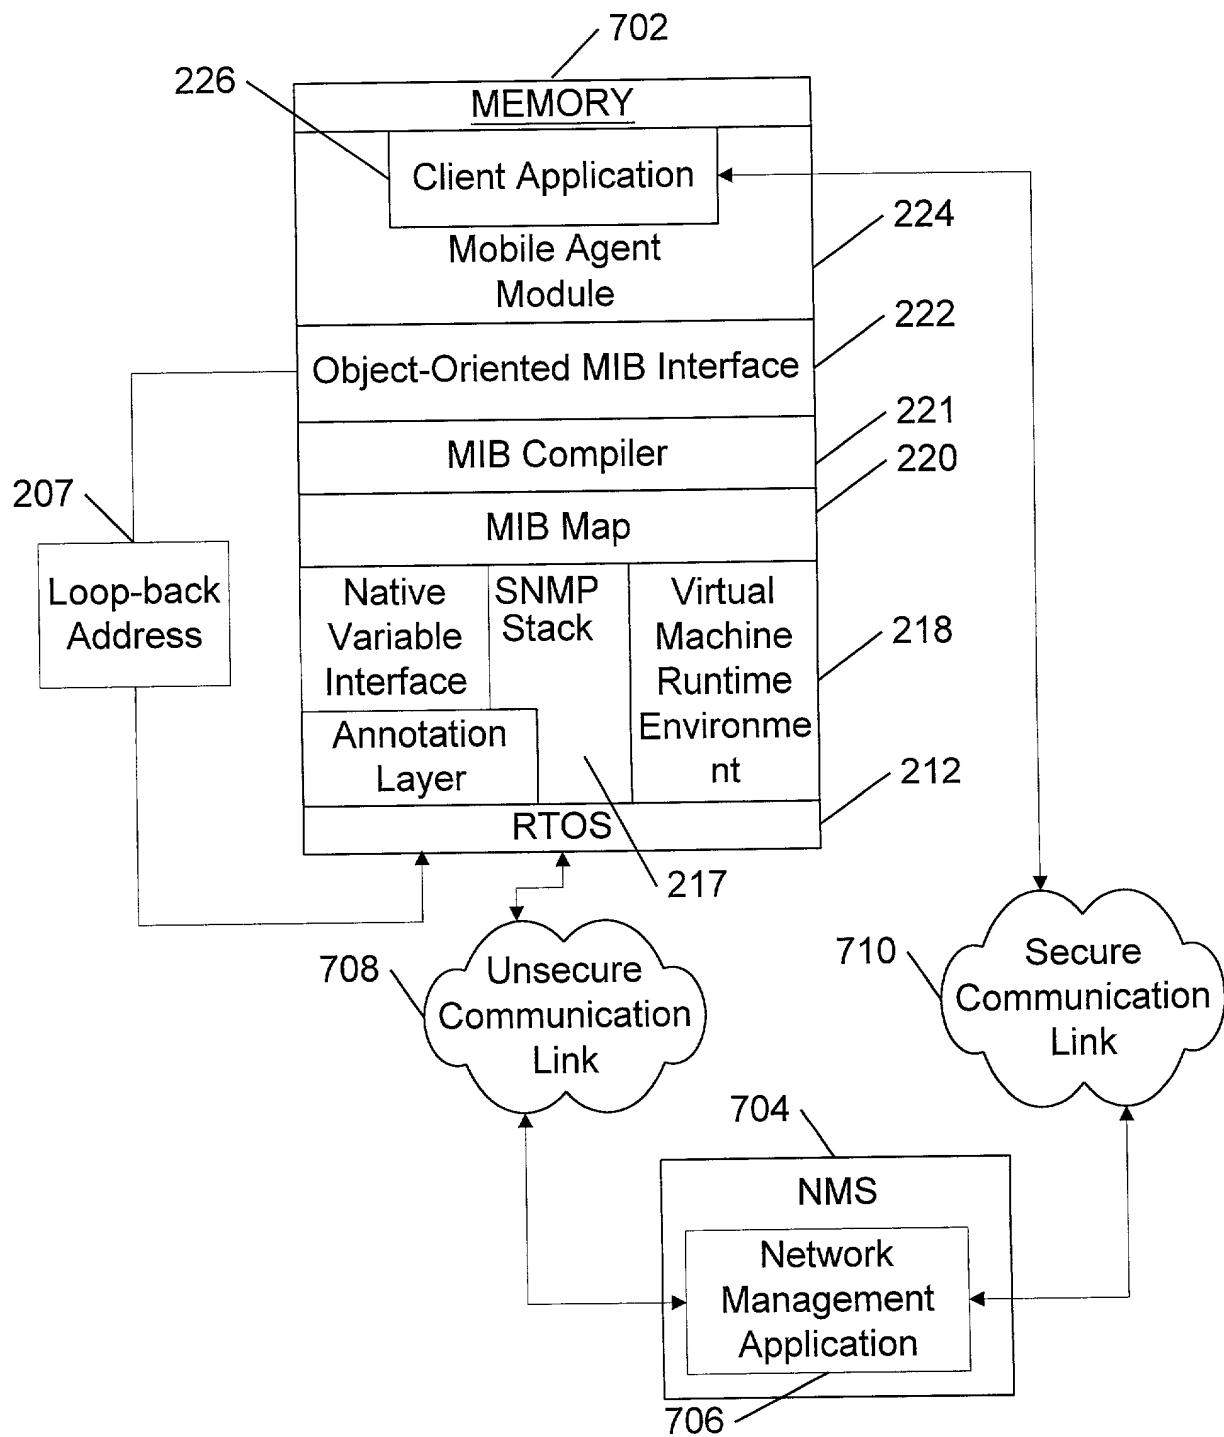 702
226
MEMORY
Client Application
224
Mobile Agent
Module
222
Object-Oriented MIB Interface
221
MIB Compiler
220
207
MIB Map
Loop-back
Address
Native
Variable
Interface
SNMP
Stack
Virtual
Machine
Runtime
Environme
nt
218
Annotation
Layer
212
RTOS
217
708
Unsecure
Communication
Link
710
Secure
Communication
Link
704
NMS
Network
Management
Application
706